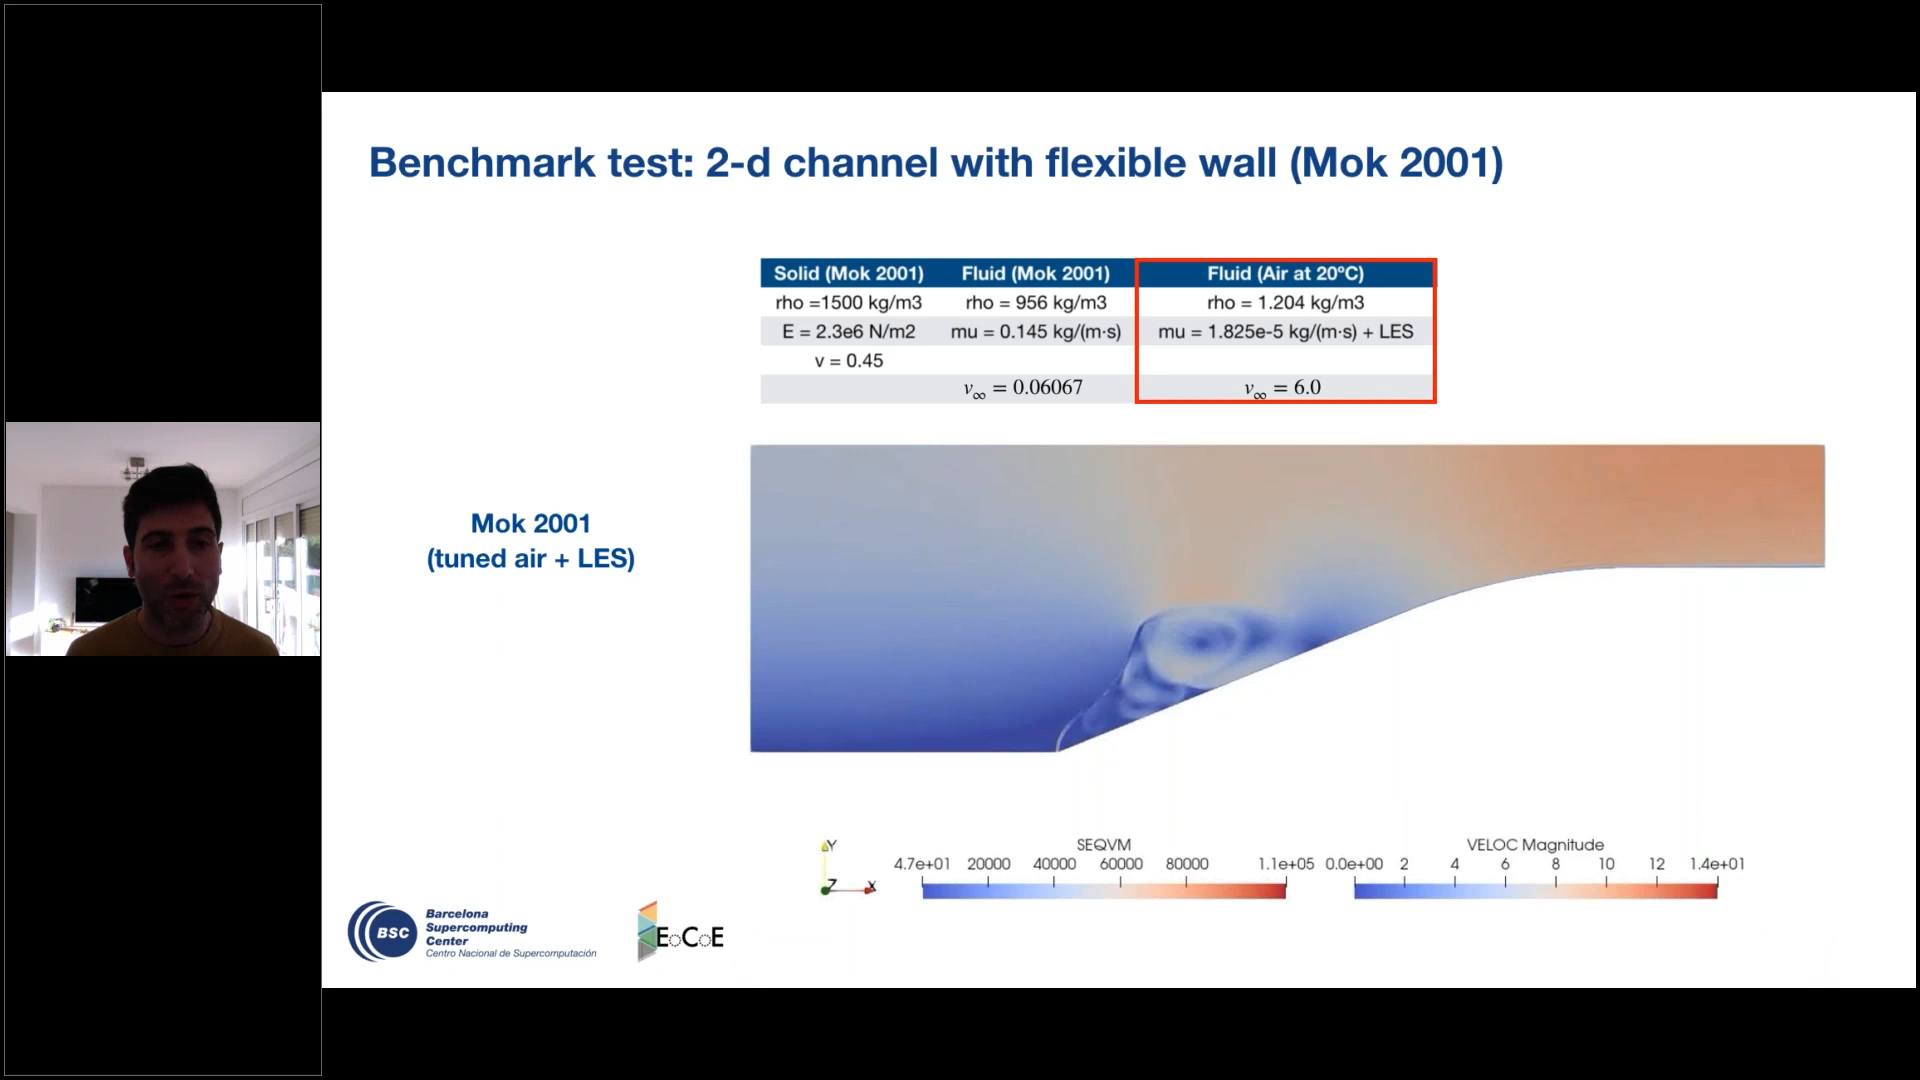 Benchmark test: 2-d channel with flexible wall (Mok 2001)
Solid (Mok 2001) Fluid (Mok 2001) Fluid (Air at 20ºC)
rho =1500 kg/m3 rho = 956 kg/m3 rho = 1.204 kg/m3
E = 2.3e6 N/m2 mu = 0.145 kg/(m·s) mu = 1.825e-5 kg/(m·s) + LES
v = 0.45
v∞ = 0.06067 v∞ = 6.0
Mok 2001
(tuned air + LES)
Y
Z X
SEQVM
4.7e+01 20000 40000 60000 80000 1.1e+05
VELOC Magnitude
0.0e+00 2 4 6 8 10 12 1.4e+01
BSC
Barcelona
Supercomputing
Center
Centro Nacional de Supercomputación
EoCoE